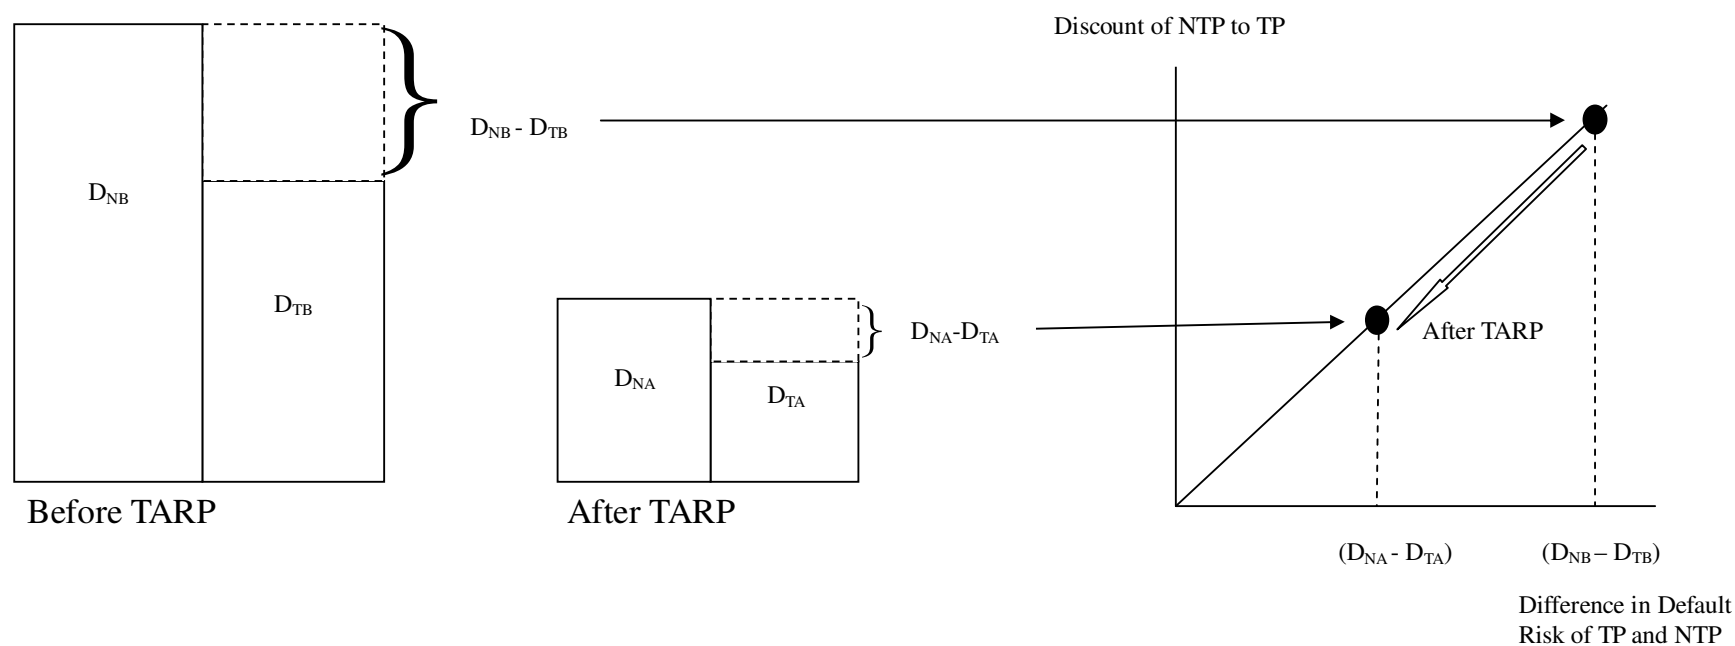 Discount of NTP to TP
D_NB - D_TB
D_NB
D_TB
D_NA-D_TA
After TARP
D_NA
D_TA
Before TARP
After TARP
(D_NA - D_TA)
(D_NB – D_TB)
Difference in Default
Risk of TP and NTP